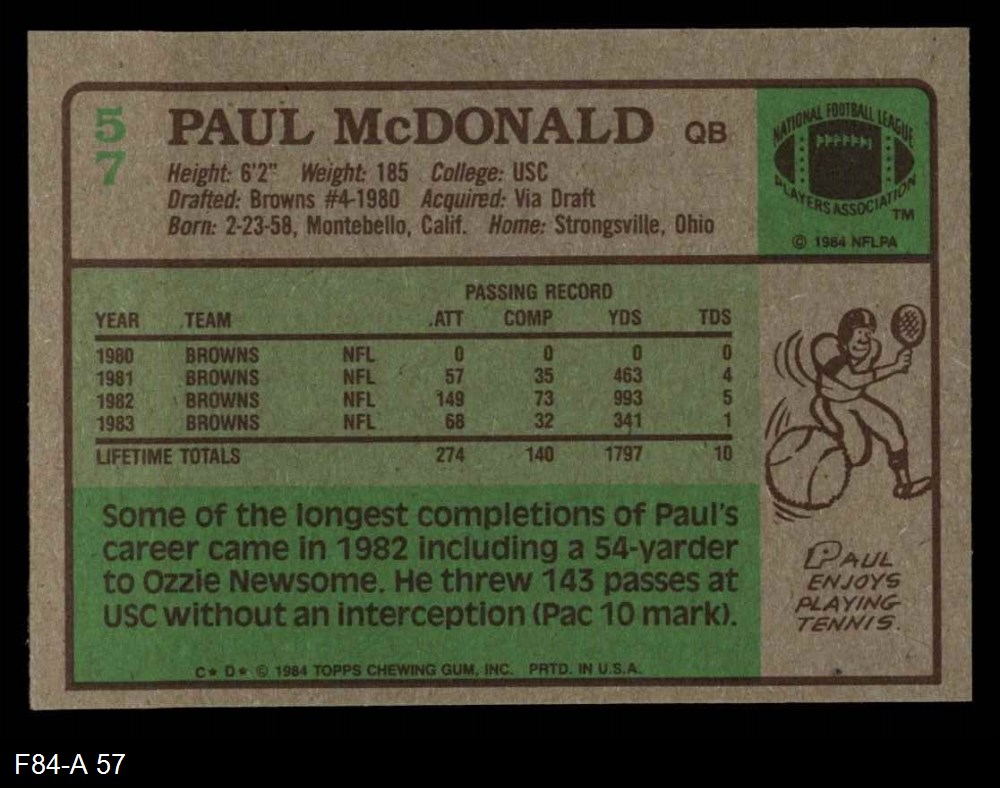 57
PAUL McDONALD QB
Height: 6'2" Weight: 185 College: USC
Drafted: Browns #4-1980 Acquired: Via Draft
Born: 2-23-58, Montebello, Calif. Home: Strongsville, Ohio
NATIONAL FOOTBALL LEAGUE
PLAYERS ASSOCIATION
TM
© 1984 NFLPA
PASSING RECORD
YEAR TEAM ATT COMP YDS TDS
1980 BROWNS NFL 0 0 0 0
1981 BROWNS NFL 57 35 463 4
1982 BROWNS NFL 149 73 993 5
1983 BROWNS NFL 68 32 341 1
LIFETIME TOTALS 274 140 1797 10
Some of the longest completions of Paul's
career came in 1982 including a 54-yarder
to Ozzie Newsome. He threw 143 passes at
USC without an interception (Pac 10 mark).
PAUL
ENJOYS
PLAYING
TENNIS.
C* D* © 1984 TOPPS CHEWING GUM, INC. PRTD. IN U.S.A.
F84-A 57